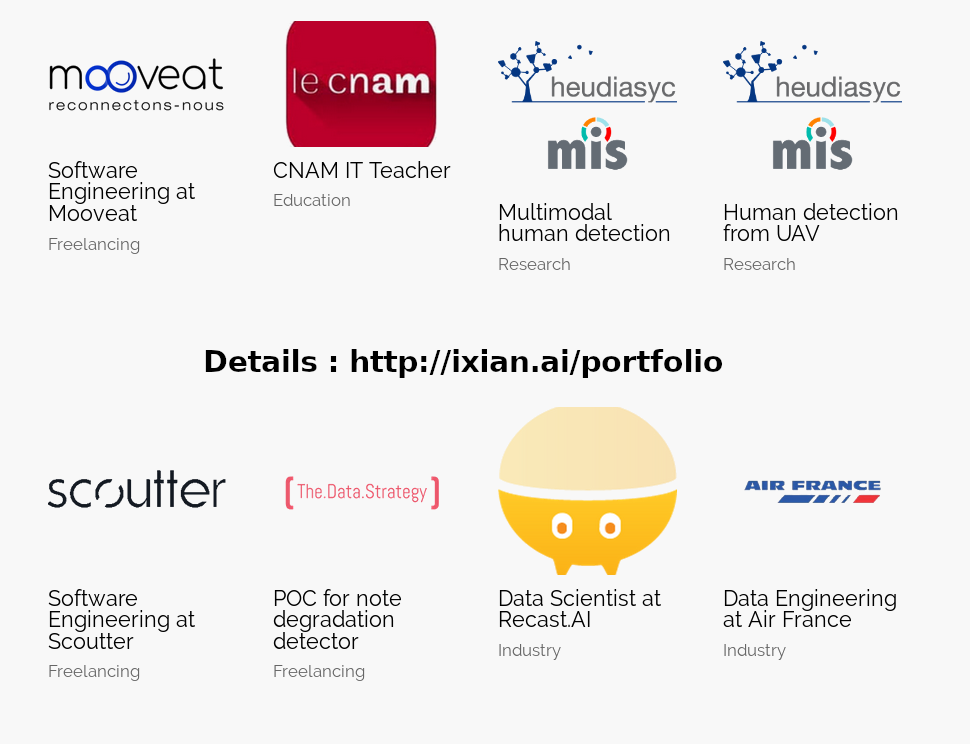 mooveat
reconnectons-nous
Software
Engineering at
Mooveat
Freelancing
le cnam
CNAM IT Teacher
Education
heudiasyc
mis
Multimodal
human detection
Research
heudiasyc
mis
Human detection
from UAV
Research
Details : http://ixian.ai/portfolio
scoutter
Software
Engineering at
Scoutter
Freelancing
[The.Data.Strategy]
POC for note
degradation
detector
Freelancing
Data Scientist at
Recast.AI
Industry
AIR FRANCE
Data Engineering
at Air France
Industry